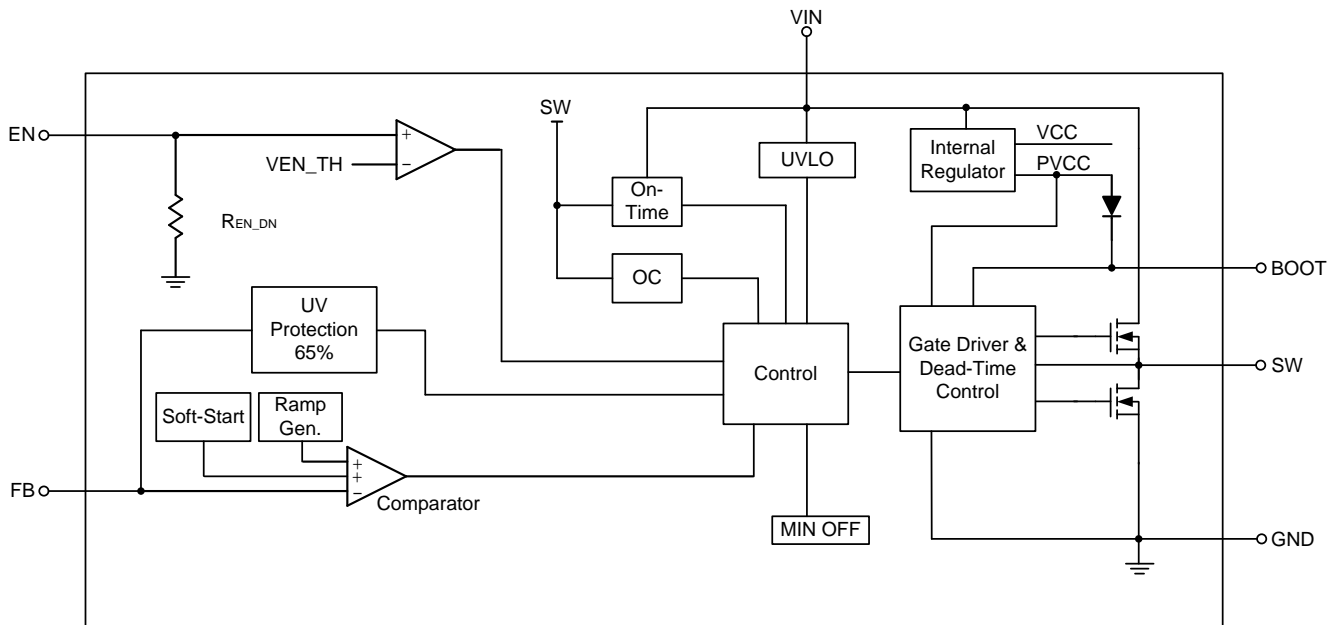 VIN
SW
EN
+
−
VEN_TH
UVLO
Internal
Regulator
VCC
PVCC
On-
Time
REN_DN
OC
BOOT
UV
Protection
65%
Control
Gate Driver &
Dead-Time
Control
SW
Soft-Start
Ramp
Gen.
+
+
−
FB
Comparator
MIN OFF
GND